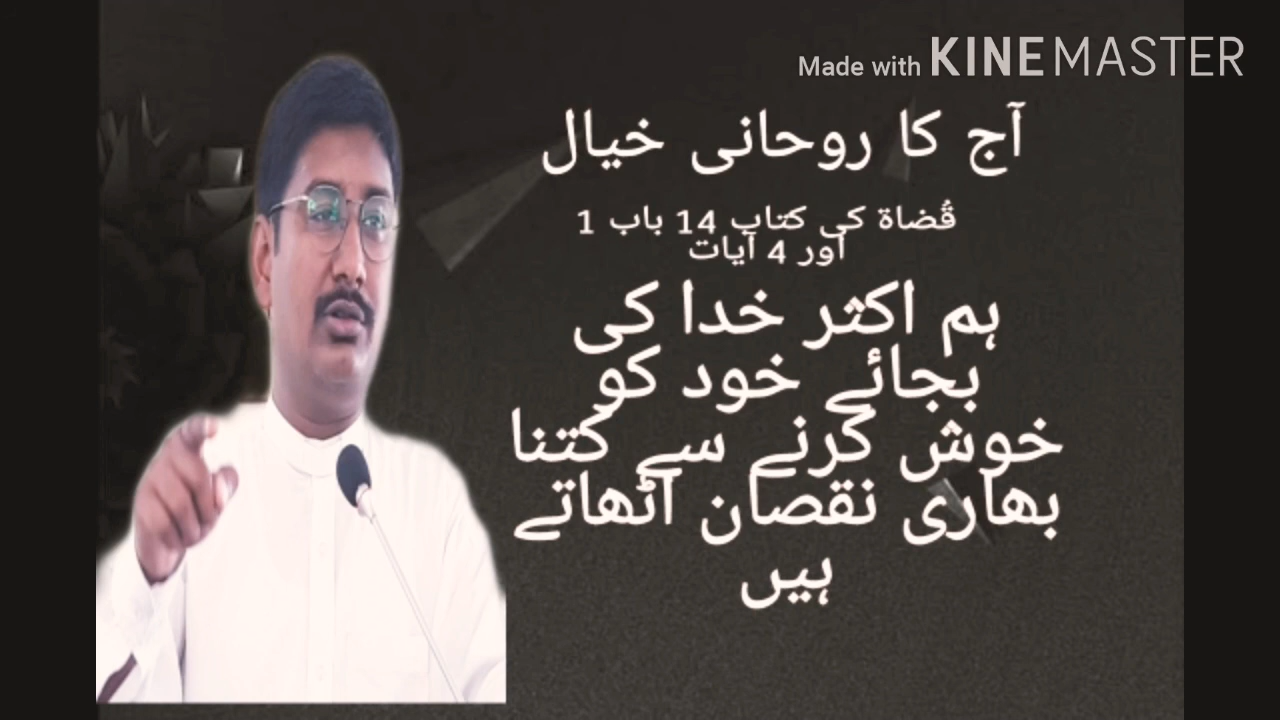 Made with KINEMASTER
آج کا روحانی خیال
قُضاۃ کی کتاب 14 باب 1
اور 4 آیات
ہم اکثر خدا کی
بجائے خود کو
خوش کرنے سے کتنا
بھاری نقصان اٹھاتے
ہیں